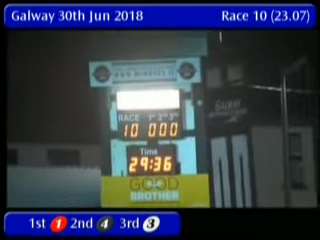 Galway 30th Jun 2018 Race 10 (23.07)
RACE 1st 2nd 3rd
10 000
Time
29:36
GOLD
BROTHER
1st 1 2nd 4 3rd 3